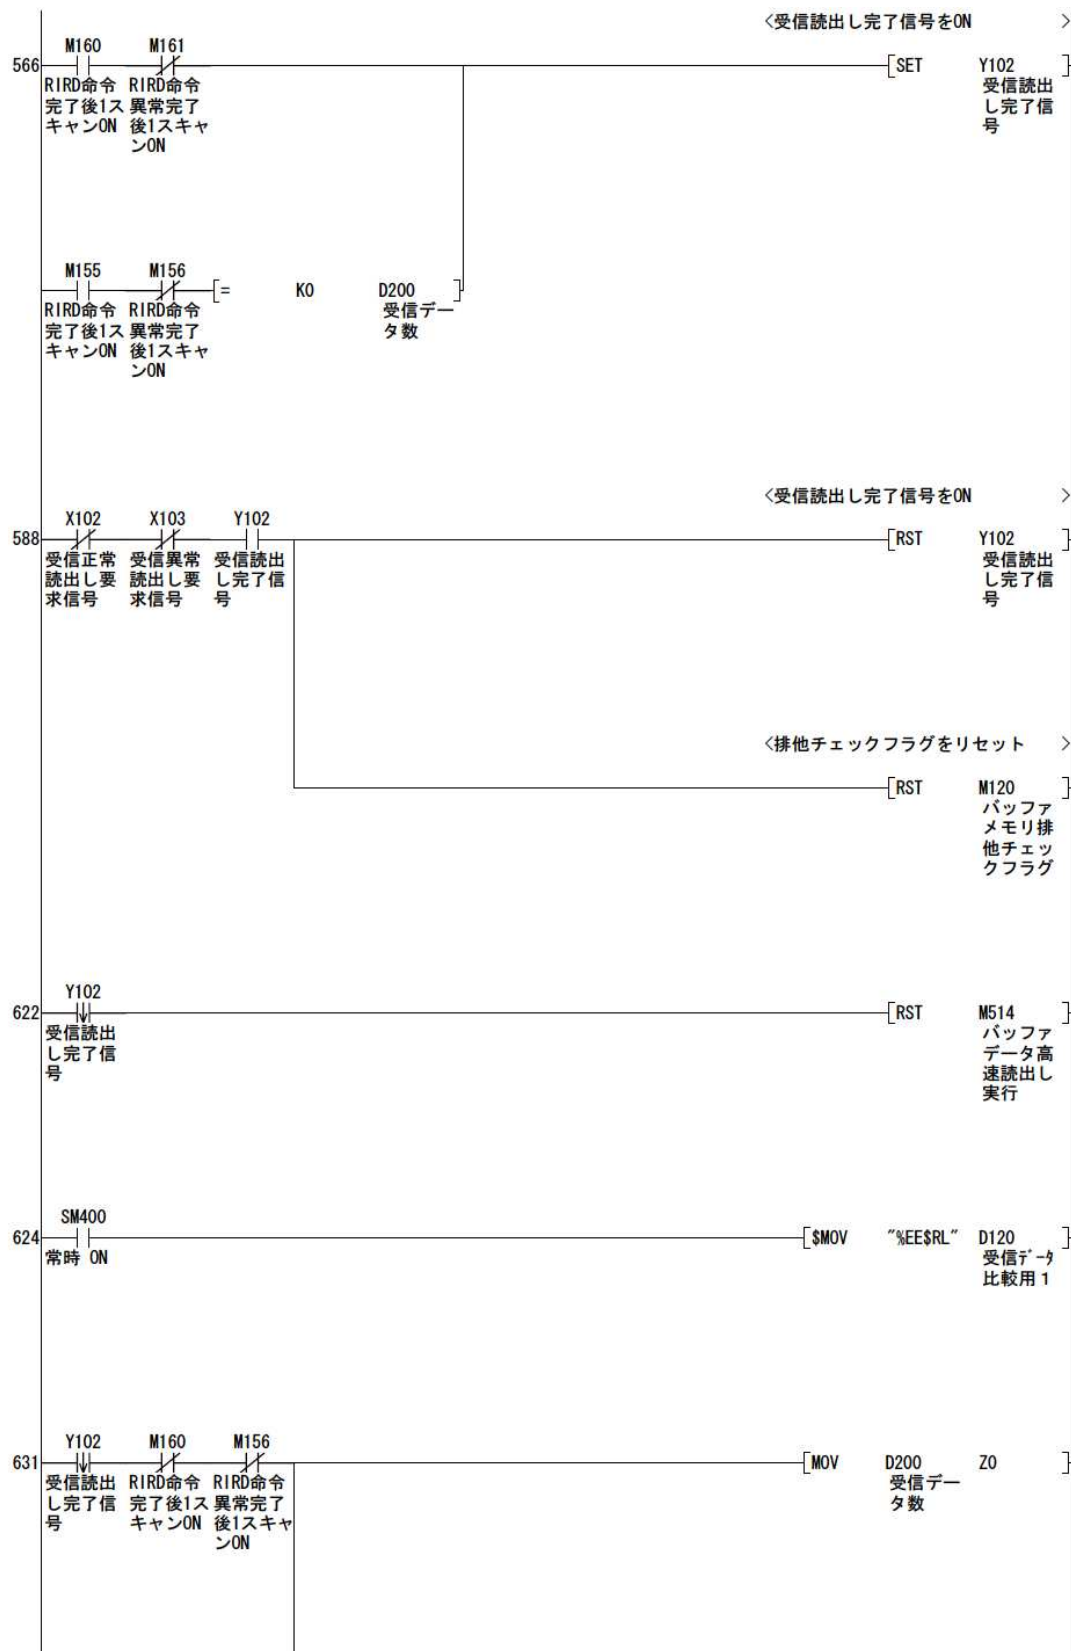 <受信読出し完了信号をON >
M160 M161
566 [SET Y102 ]
RIRD命令 RIRD命令 受信読出
完了後1ス 異常完了 し完了信
キャンON 後1スキャ 号
ンON
M155 M156
[= K0 D200 ]
RIRD命令 RIRD命令 受信デー
完了後1ス 異常完了 タ数
キャンON 後1スキャ
ンON
<受信読出し完了信号をON >
X102 X103 Y102
588 [RST Y102 ]
受信正常 受信異常 受信読出 受信読出
読出し要 読出し要 し完了信 し完了信
求信号 求信号 号 号
<排他チェックフラグをリセット >
[RST M120 ]
バッファ
メモリ排
他チェッ
クフラグ
Y102
622 [RST M514 ]
受信読出 バッファ
し完了信 データ高
号 速読出し
実行
SM400
624 [$MOV "%EE$RL" D120 ]
常時 ON 受信ﾃﾞｰﾀ
比較用１
Y102 M160 M156
631 [MOV D200 Z0 ]
受信読出 RIRD命令 RIRD命令 受信デー
し完了信 完了後1ス 異常完了 タ数
号 キャンON 後1スキャ
ンON